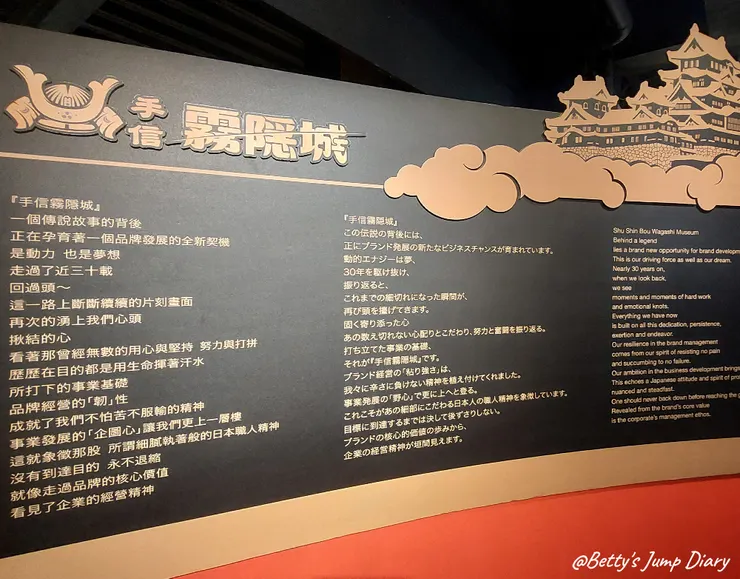 手信
霧隠城
『手信霧隱城』
一個傳說故事的背後
正在孕育著一個品牌發展的全新契機
是動力 也是夢想
走過了近三十載
回過頭～
這一路上斷斷續續的片刻畫面
再次的湧上我們心頭
揪結的心
看著那曾經無數的用心與堅持 努力與打拼
歷歷在目的都是用生命揮著汗水
所打下的事業基礎
品牌經營的「韌」性
成就了我們不怕苦不服輸的精神
事業發展的「企圖心」讓我們更上一層樓
這就象徵那股 所謂細膩執著般的日本職人精神
沒有到達目的 永不退縮
就像走過品牌的核心價值
看見了企業的經營精神
『手信霧隠城』
この伝説の背後には、
正にブランド発展の新たなビジネスチャンスが育まれています。
動的エナジーは夢、
30年を駆け抜け、
振り返ると、
これまでの細切れになった瞬間が、
再び頭を擡げてきます。
固く寄り添った心
あの数え切れない心配りとこだわり、努力と奮闘を振り返る。
打ち立てた事業の基礎、
それが『手信霧隠城』です。
ブランド経営の「粘り強さ」は、
我々に辛さに負けない精神を植え付けてくれました。
事業発展の「野心」で更に上へと登る。
これこそがあの細部にこだわる日本人の職人精神を象徴しています。
目標に到達するまでは決して後ずさりしない。
ブランドの核心的価値の歩みから、
企業の経営精神が垣間見えます。
Shu Shin Bou Wagashi Museum
Behind a legend
lies a brand new opportunity for brand developm
This is our driving force as well as our dream.
Nearly 30 years on,
when we look back,
we see
moments and moments of hard work
and emotional knots.
Everything we have now
is built on all this dedication, persistence,
exertion and endeavor.
Our resilience in the brand management
comes from our spirit of resisting no pain
and succumbing to no failure.
Our ambition in the business development brings
This echoes a Japanese attitude and spirit of pro
nuanced and steadfast.
One should never back down before reaching the g
Revealed from the brand's core value
is the corporate's management ethics.
@Betty's Jump Diary